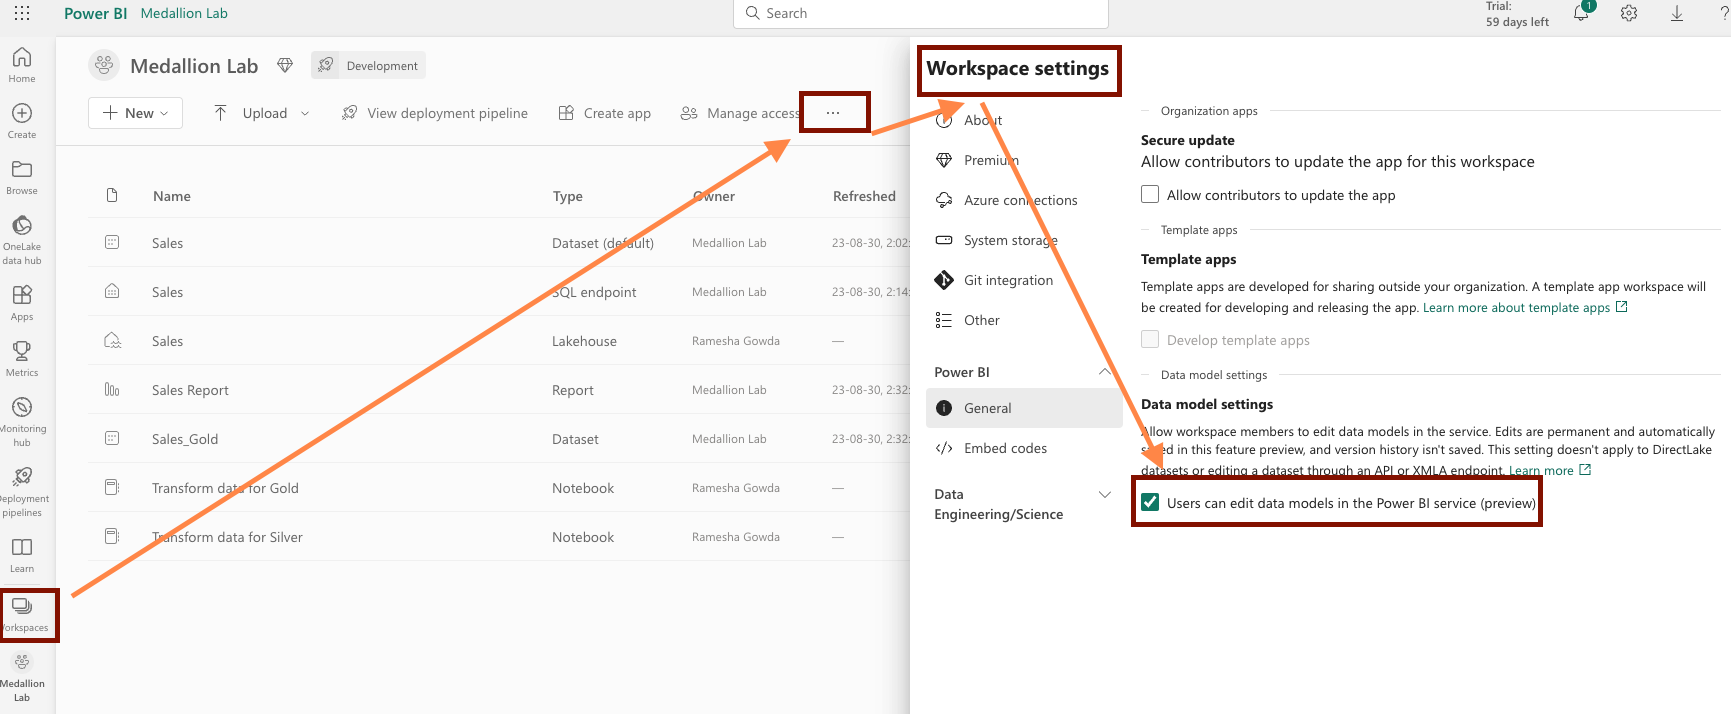 Power BI Medallion Lab
Search
Trial:
59 days left
1
?
Home
Create
Browse
OneLake
data hub
Apps
Metrics
Monitoring
hub
Deployment
pipelines
Learn
Workspaces
Medallion
Lab
Medallion Lab
Development
New
Upload
View deployment pipeline
Create app
Manage access
...
Name Type Owner Refreshed
Sales Dataset (default) Medallion Lab 23-08-30, 2:02:
Sales SQL endpoint Medallion Lab 23-08-30, 2:14:
Sales Lakehouse Ramesha Gowda —
Sales Report Report Medallion Lab 23-08-30, 2:32:
Sales_Gold Dataset Medallion Lab 23-08-30, 2:32:
Transform data for Gold Notebook Ramesha Gowda —
Transform data for Silver Notebook Ramesha Gowda —
Workspace settings
About
Premium
Azure connections
System storage
Git integration
Other
Power BI
General
Embed codes
Data
Engineering/Science
Organization apps
Secure update
Allow contributors to update the app for this workspace
Allow contributors to update the app
Template apps
Template apps
Template apps are developed for sharing outside your organization. A template app workspace will
be created for developing and releasing the app. Learn more about template apps
Develop template apps
Data model settings
Data model settings
Allow workspace members to edit data models in the service. Edits are permanent and automatically
saved in this feature preview, and version history isn't saved. This setting doesn't apply to DirectLake
datasets or editing a dataset through an API or XMLA endpoint. Learn more
Users can edit data models in the Power BI service (preview)